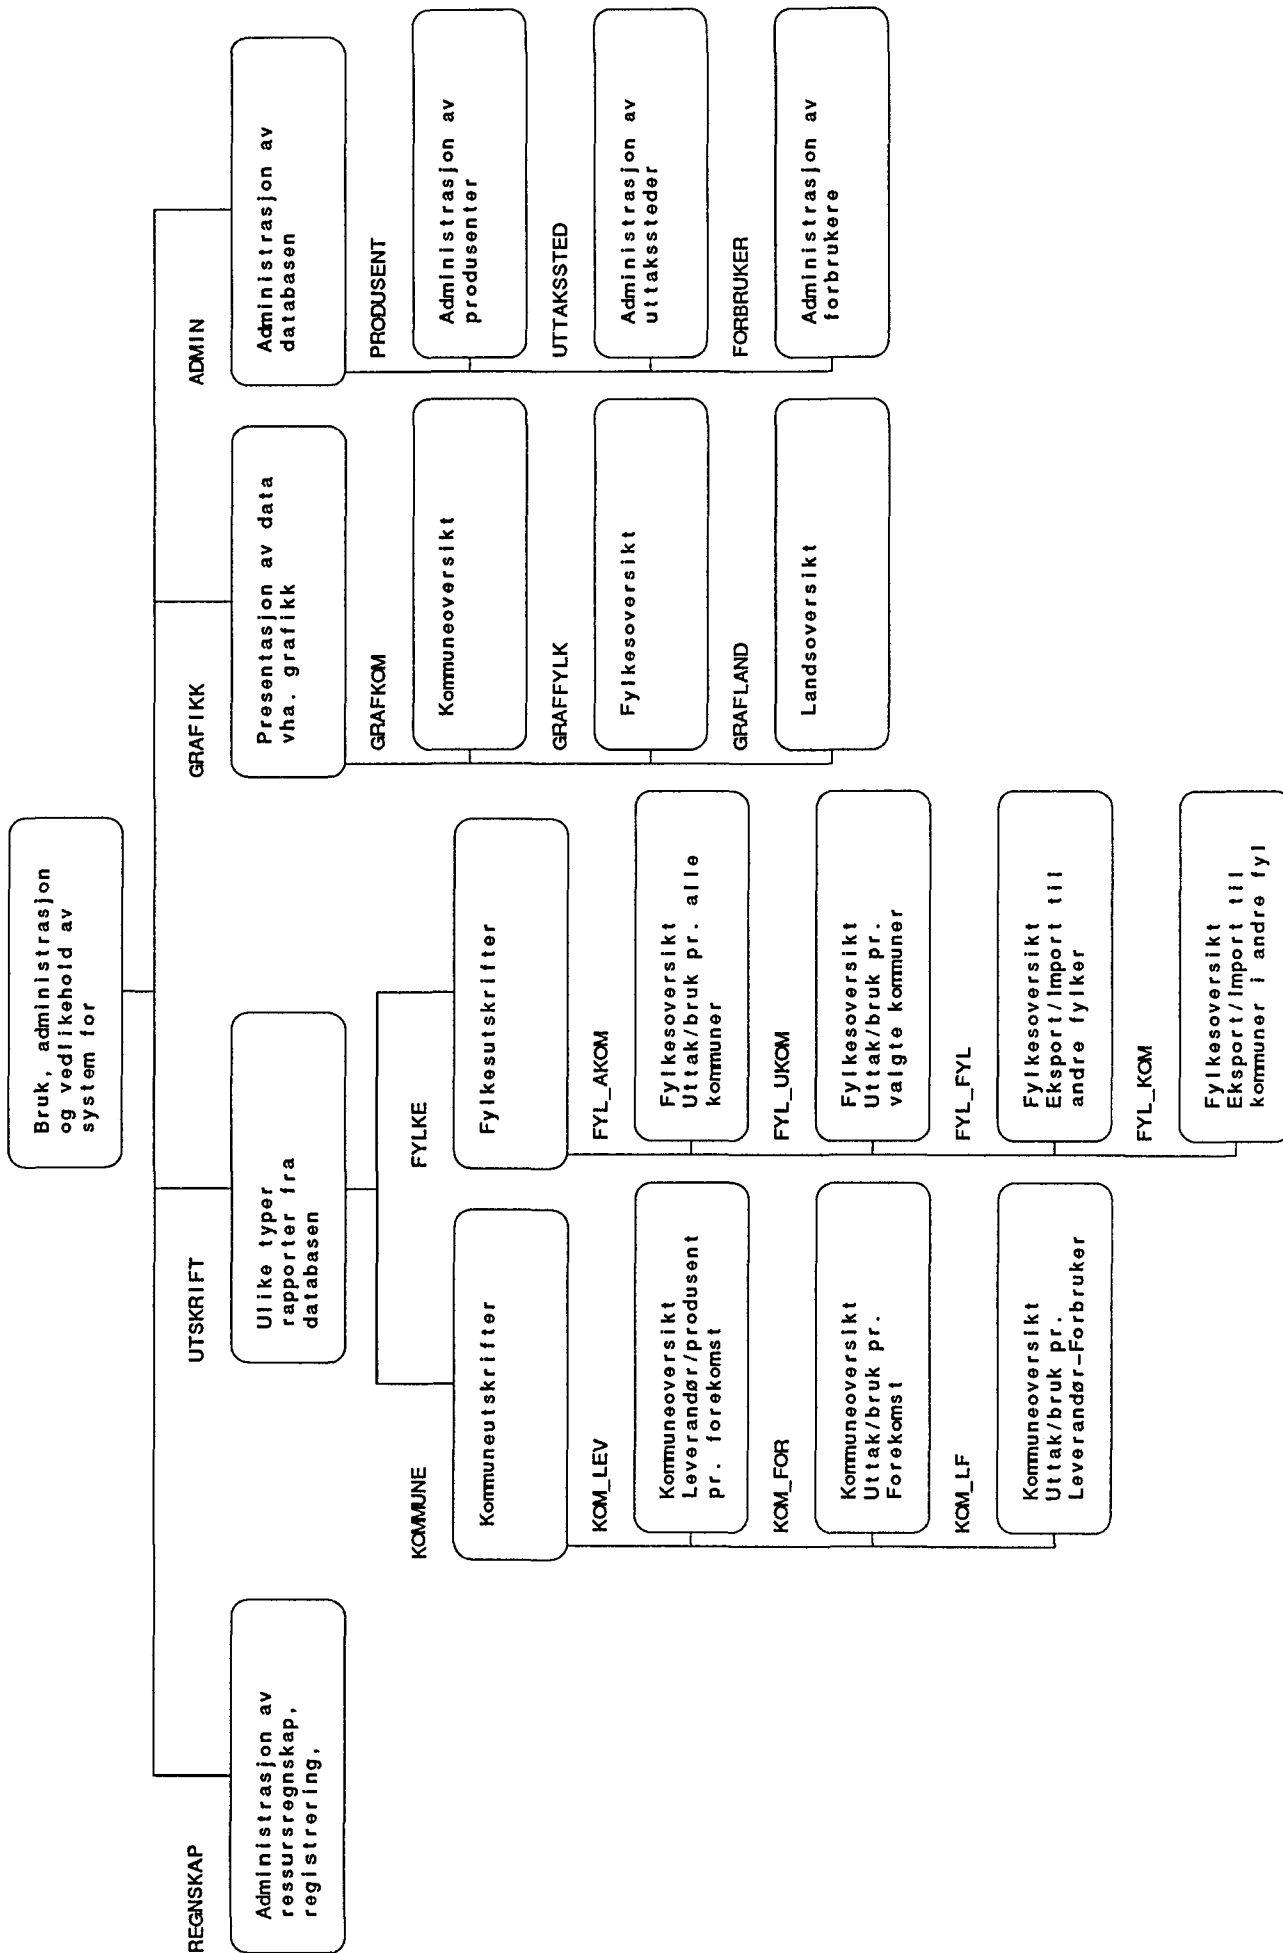 Bruk, administrasjon
og vedlikehold av
system for
REGNSKAP
Administrasjon av
ressursregnskap,
registrering,
UTSKRIFT
Ulike typer
rapporter fra
databasen
GRAFIKK
Presentasjon av data
vha. grafikk
ADMIN
Administrasjon av
databasen
KOMMUNE
Kommuneutskrifter
KOM_LEV
Kommuneoversikt
Leverandør/produsent
pr. forekomst
KOM_FOR
Kommuneoversikt
Uttak/bruk pr.
Forekomst
KOM_LF
Kommuneoversikt
Uttak/bruk pr.
Leverandør-Forbruker
FYLKE
Fylkesutskrifter
FYL_AKOM
Fylkesoversikt
Uttak/bruk pr. alle
kommuner
FYL_UKOM
Fylkesoversikt
Uttak/bruk pr.
valgte kommuner
FYL_FYL
Fylkesoversikt
Eksport/Import til
andre fylker
FYL_KOM
Fylkesoversikt
Eksport/Import til
kommuner i andre fyl
GRAFKOM
Kommuneoversikt
GRAFFYLK
Fylkesoversikt
GRAFLAND
Landsoversikt
PRODUSENT
Administrasjon av
produsenter
UTTAKSSTED
Administrasjon av
uttakssteder
FORBRUKER
Administrasjon av
forbrukere